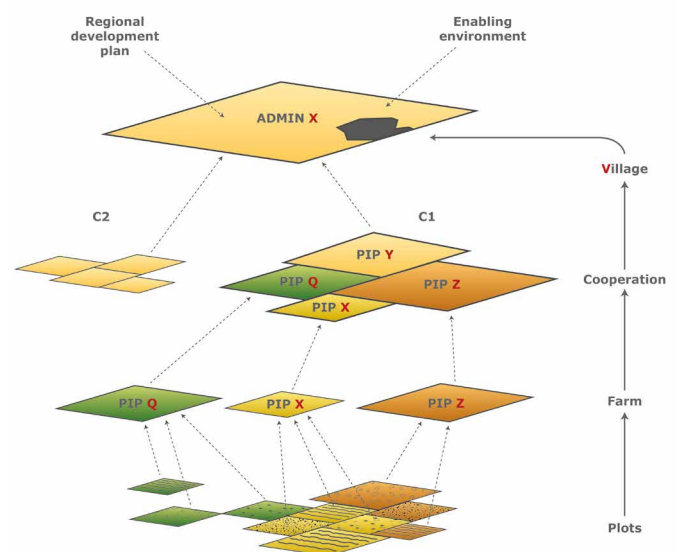 Regional
development
plan
Enabling
environment
ADMIN X
Village
C2
C1
PIP Y
PIP Q
PIP Z
PIP X
Cooperation
PIP Q
PIP X
PIP Z
Farm
Plots